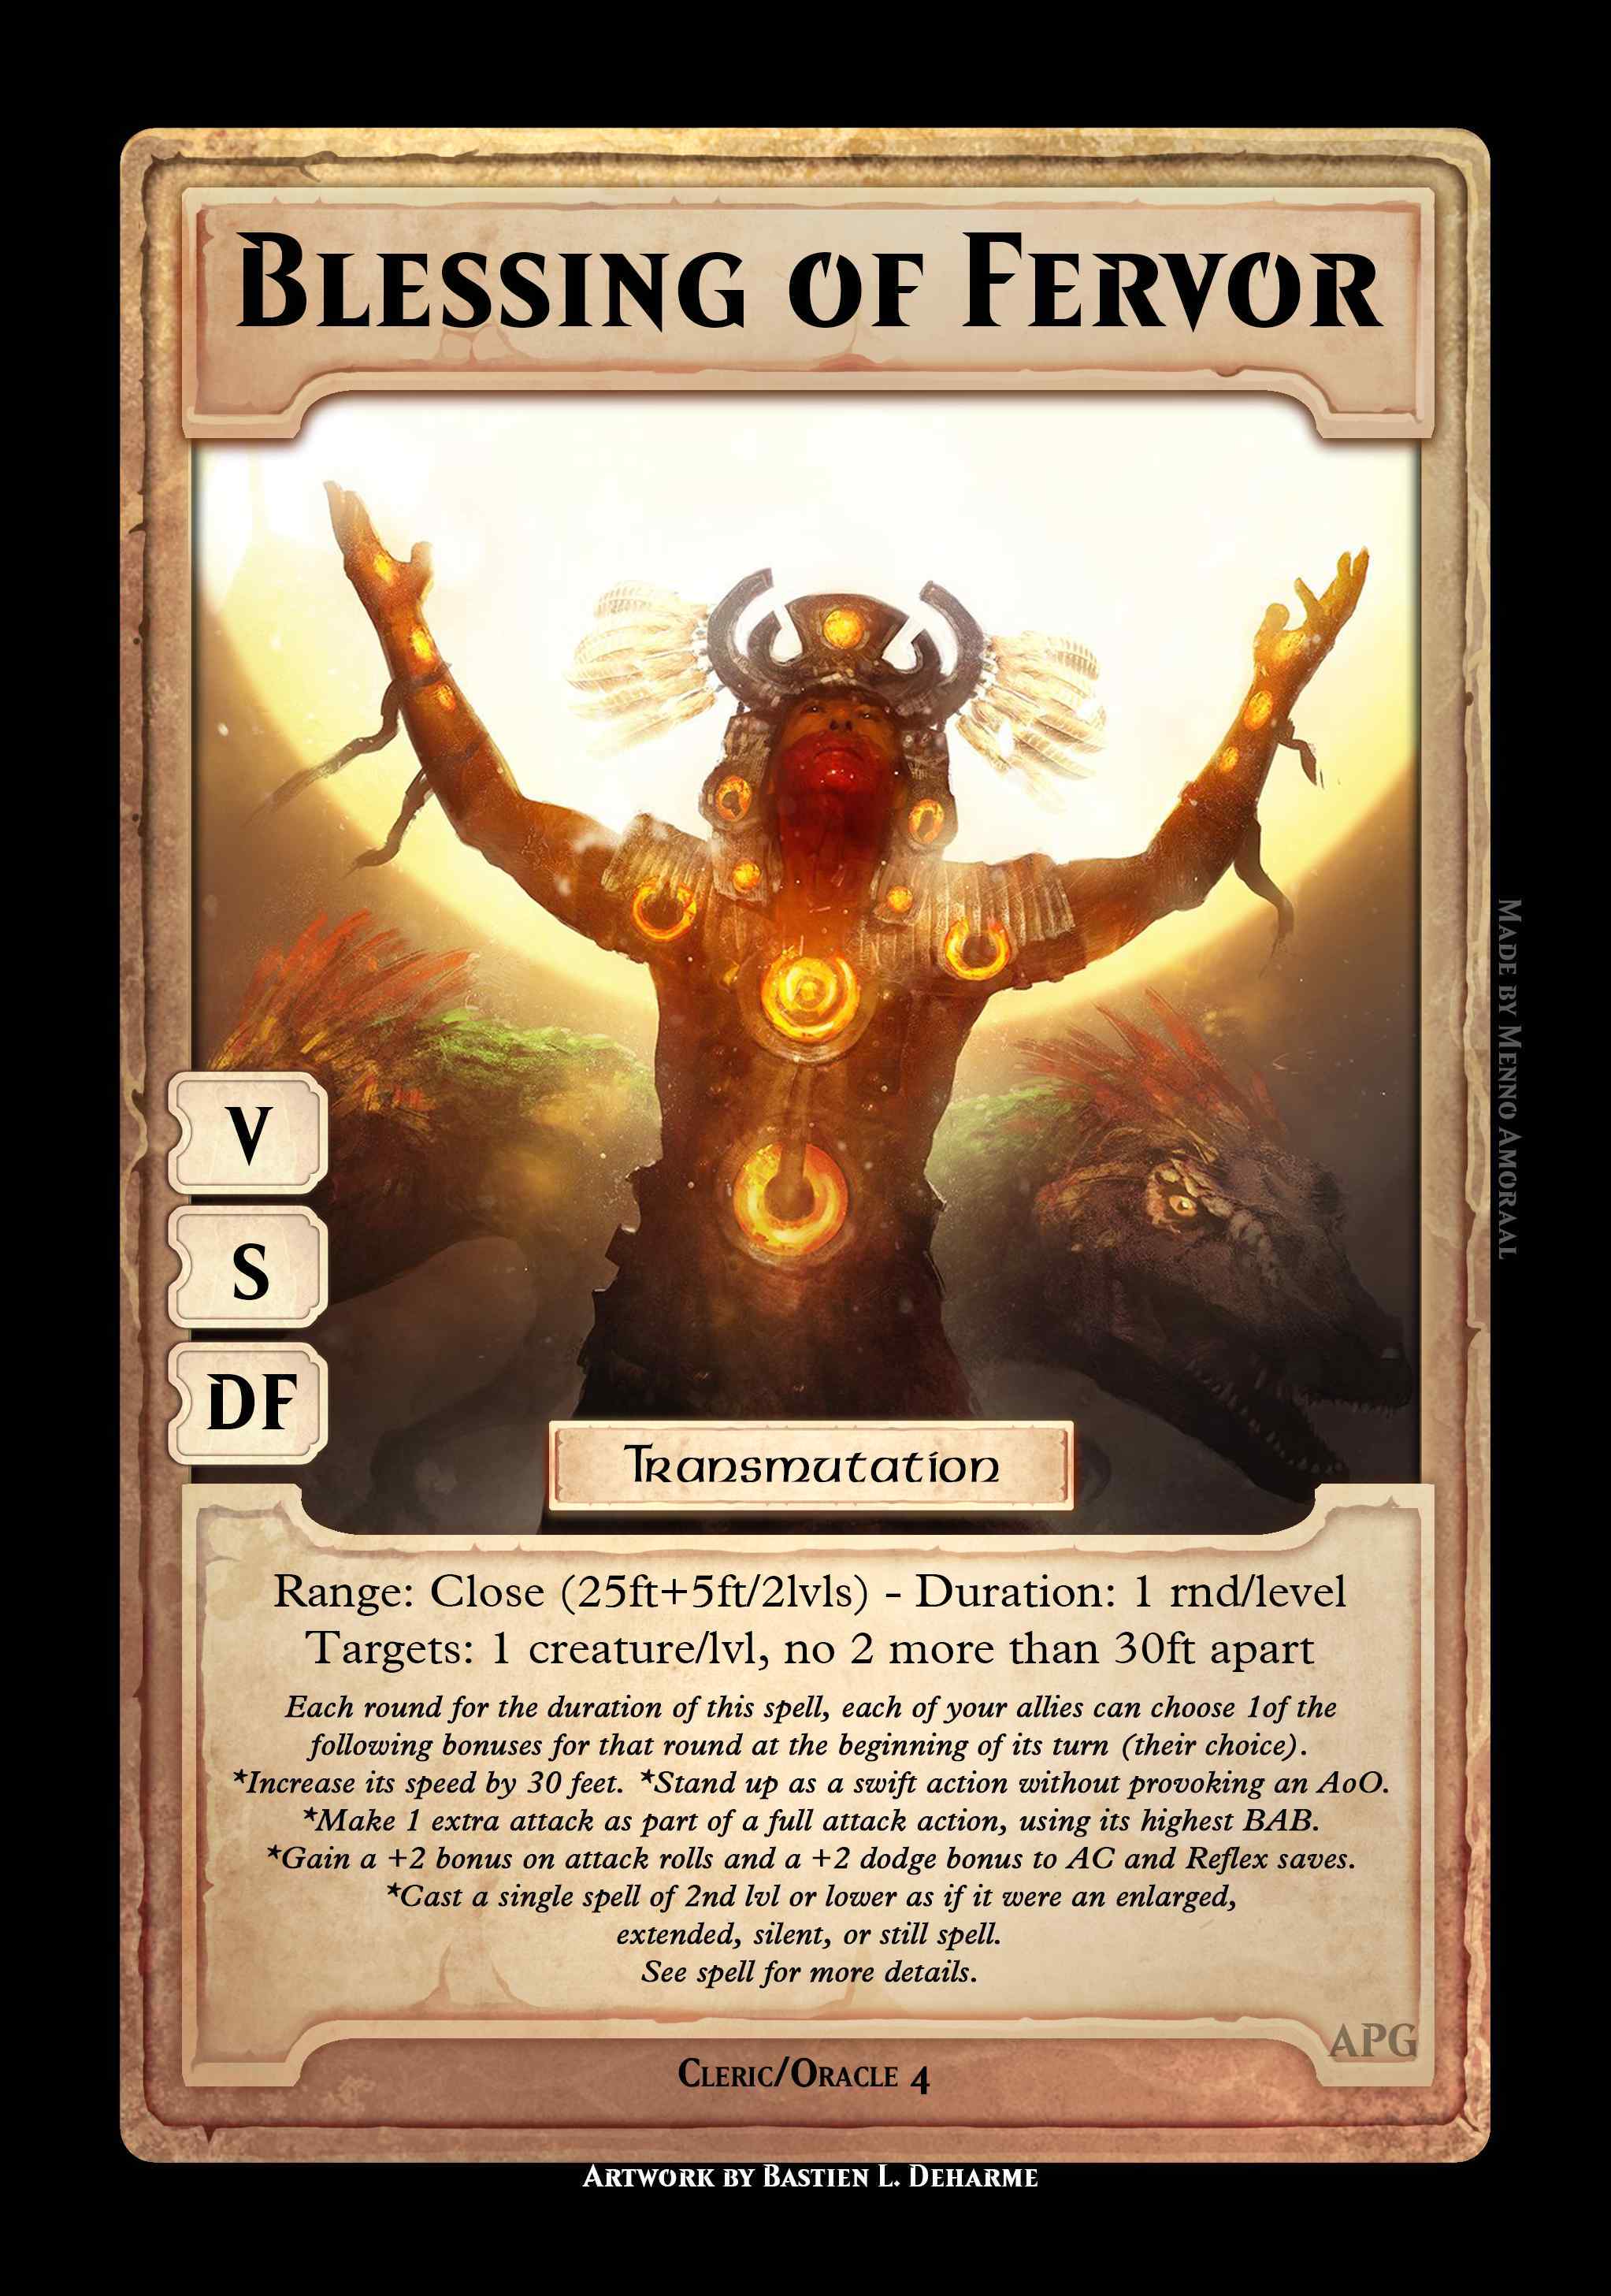 Blessing of Fervor
V
S
DF
Transmutation
Range: Close (25ft+5ft/2lvls) - Duration: 1 rnd/level
Targets: 1 creature/lvl, no 2 more than 30ft apart
Each round for the duration of this spell, each of your allies can choose 1of the
following bonuses for that round at the beginning of its turn (their choice).
*Increase its speed by 30 feet. *Stand up as a swift action without provoking an AoO.
*Make 1 extra attack as part of a full attack action, using its highest BAB.
*Gain a +2 bonus on attack rolls and a +2 dodge bonus to AC and Reflex saves.
*Cast a single spell of 2nd lvl or lower as if it were an enlarged,
extended, silent, or still spell.
See spell for more details.
APG
Cleric/Oracle 4
Artwork by Bastien L. Deharme
Made by Menno Amoraal